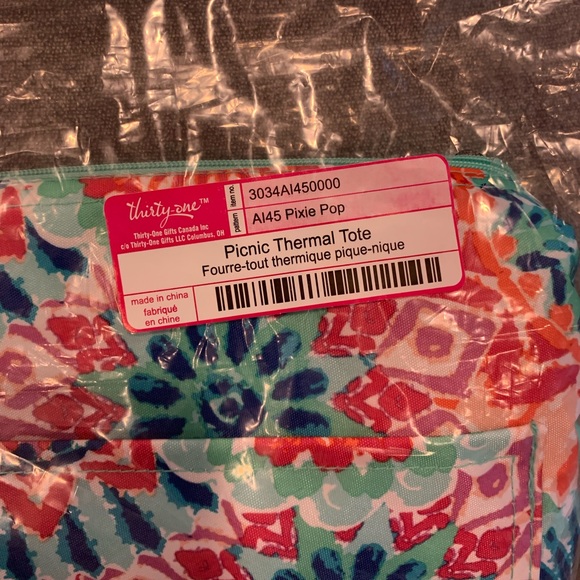 thirty-one™
Thirty-One Gifts Canada Inc
c/o Thirty-One Gifts LLC Columbus, OH
item no.
3034AI450000
pattern
AI45 Pixie Pop
Picnic Thermal Tote
Fourre-tout thermique pique-nique
made in china
fabriqué
en chine